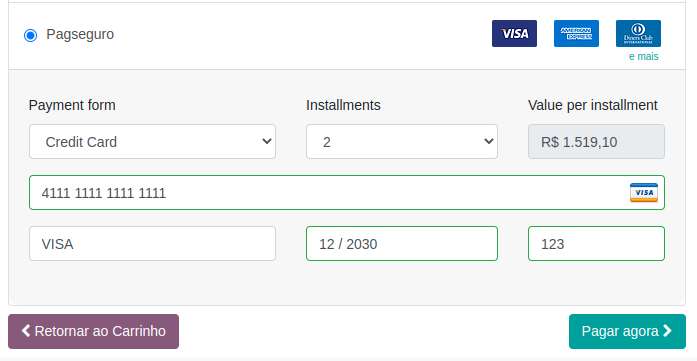 Pagseguro
VISA
AMERICAN EXPRESS
Diners Club
INTERNATIONAL
e mais
Payment form
Installments
Value per installment
Credit Card
2
R$ 1.519,10
4111 1111 1111 1111
VISA
VISA
12 / 2030
123
Retornar ao Carrinho
Pagar agora